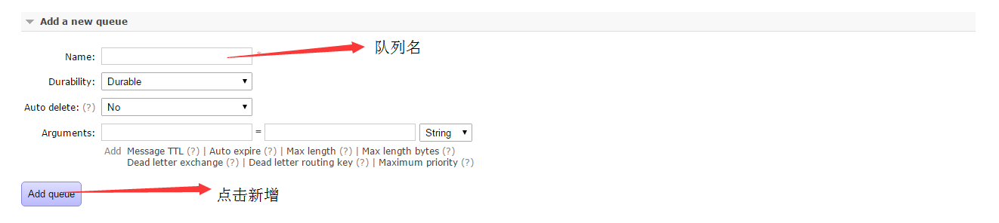 Add a new queue
Name: * 队列名
Durability: Durable
Auto delete: (?) No
Arguments: = String
Add Message TTL (?) | Auto expire (?) | Max length (?) | Max length bytes (?)
Dead letter exchange (?) | Dead letter routing key (?) | Maximum priority (?)
Add queue 点击新增